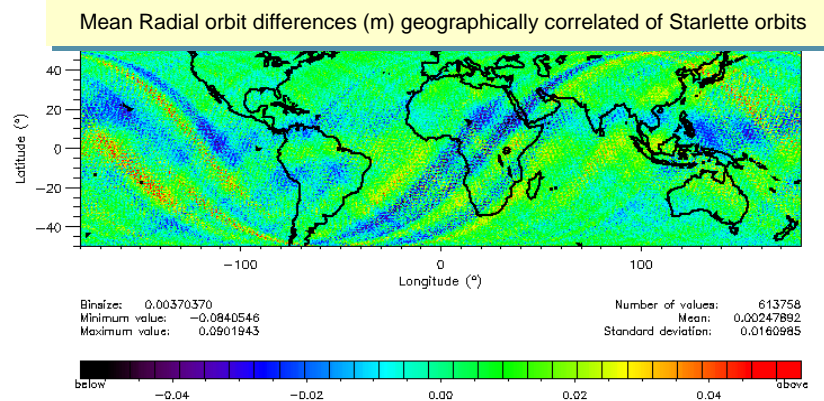 Mean Radial orbit differences (m) geographically correlated of Starlette orbits
40
20
0
−20
−40
Latitude (°)
−100 0 100
Longitude (°)
Binsize: 0.00370370
Minimum value: −0.0840546
Maximum value: 0.0901943
Number of values: 613758
Mean: 0.00247892
Standard deviation: 0.0160985
below above
−0.04 −0.02 0.00 0.02 0.04